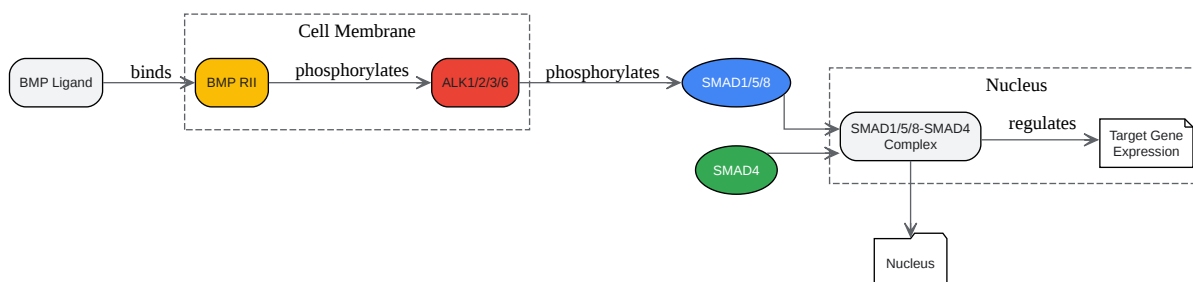 Cell Membrane
BMP Ligand
binds
BMP RII
phosphorylates
ALK1/2/3/6
phosphorylates
SMAD1/5/8
SMAD4
Nucleus
SMAD1/5/8-SMAD4
Complex
regulates
Target Gene
Expression
Nucleus